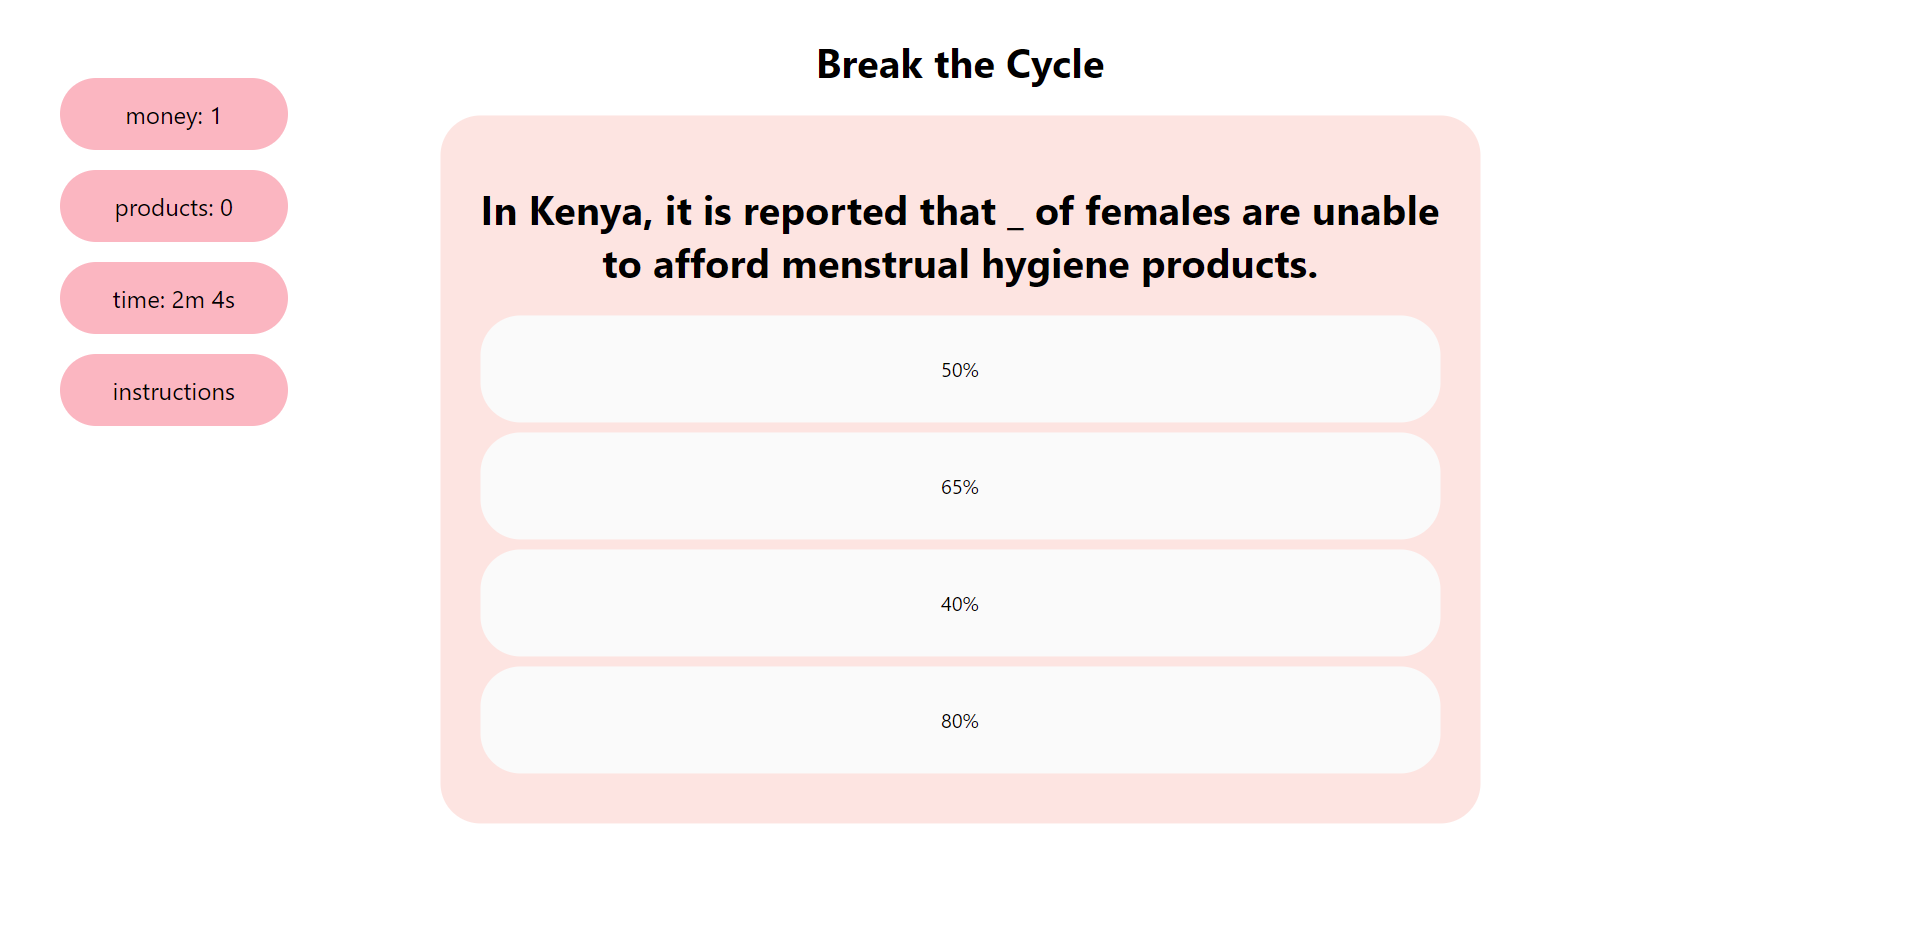 Break the Cycle
money: 1
products: 0
time: 2m 4s
instructions
In Kenya, it is reported that _ of females are unable
to afford menstrual hygiene products.
50%
65%
40%
80%